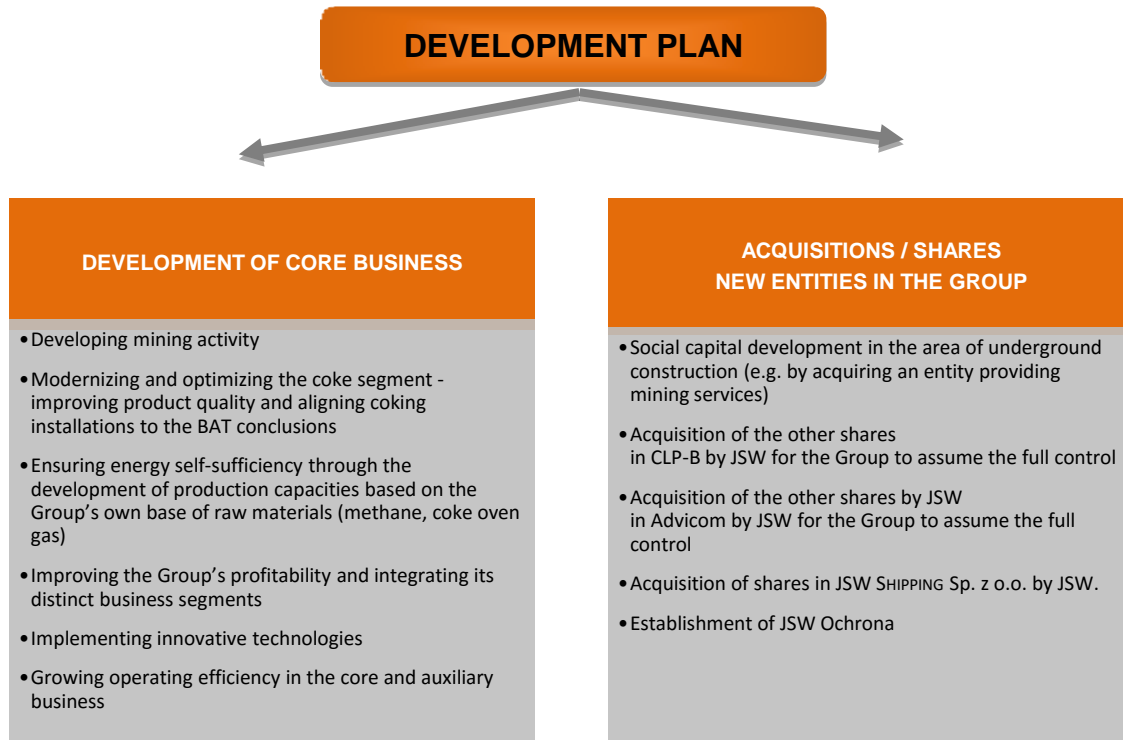 DEVELOPMENT PLAN
DEVELOPMENT OF CORE BUSINESS
•Developing mining activity
•Modernizing and optimizing the coke segment -
improving product quality and aligning coking
installations to the BAT conclusions
•Ensuring energy self-sufficiency through the
development of production capacities based on the
Group’s own base of raw materials (methane, coke oven
gas)
•Improving the Group’s profitability and integrating its
distinct business segments
•Implementing innovative technologies
•Growing operating efficiency in the core and auxiliary
business
ACQUISITIONS / SHARES
NEW ENTITIES IN THE GROUP
•Social capital development in the area of underground
construction (e.g. by acquiring an entity providing
mining services)
•Acquisition of the other shares
in CLP-B by JSW for the Group to assume the full control
•Acquisition of the other shares by JSW
in Advicom by JSW for the Group to assume the full
control
•Acquisition of shares in JSW SHIPPING Sp. z o.o. by JSW.
•Establishment of JSW Ochrona